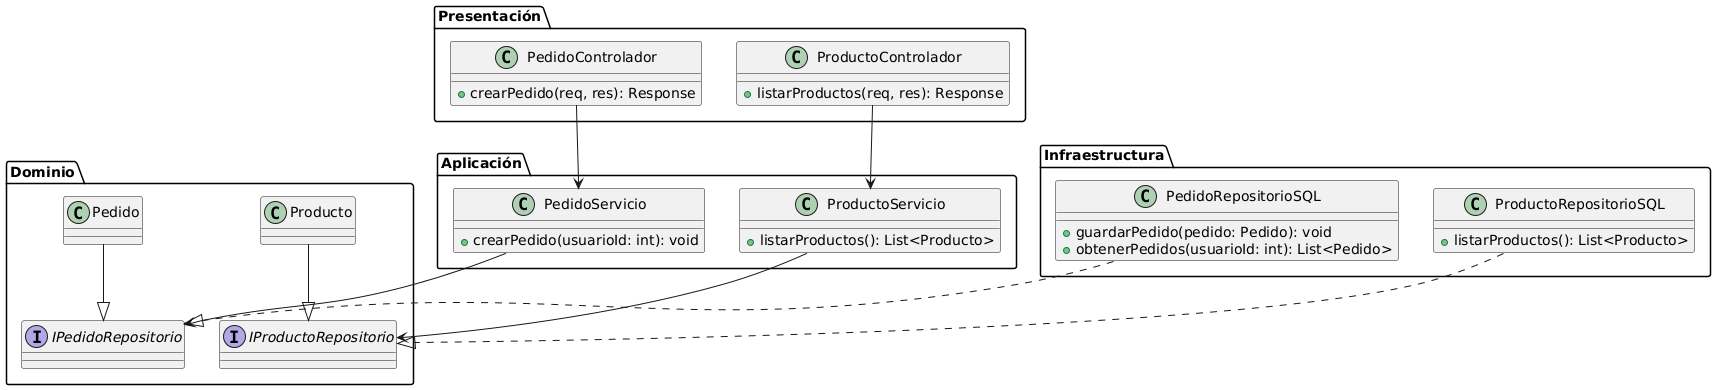 Presentación
C PedidoControlador
crearPedido(req, res): Response
C ProductoControlador
listarProductos(req, res): Response
Aplicación
C PedidoServicio
crearPedido(usuarioId: int): void
C ProductoServicio
listarProductos(): List<Producto>
Infraestructura
C PedidoRepositorioSQL
guardarPedido(pedido: Pedido): void
obtenerPedidos(usuarioId: int): List<Pedido>
C ProductoRepositorioSQL
listarProductos(): List<Producto>
Dominio
C Pedido
C Producto
I IPedidoRepositorio
I IProductoRepositorio